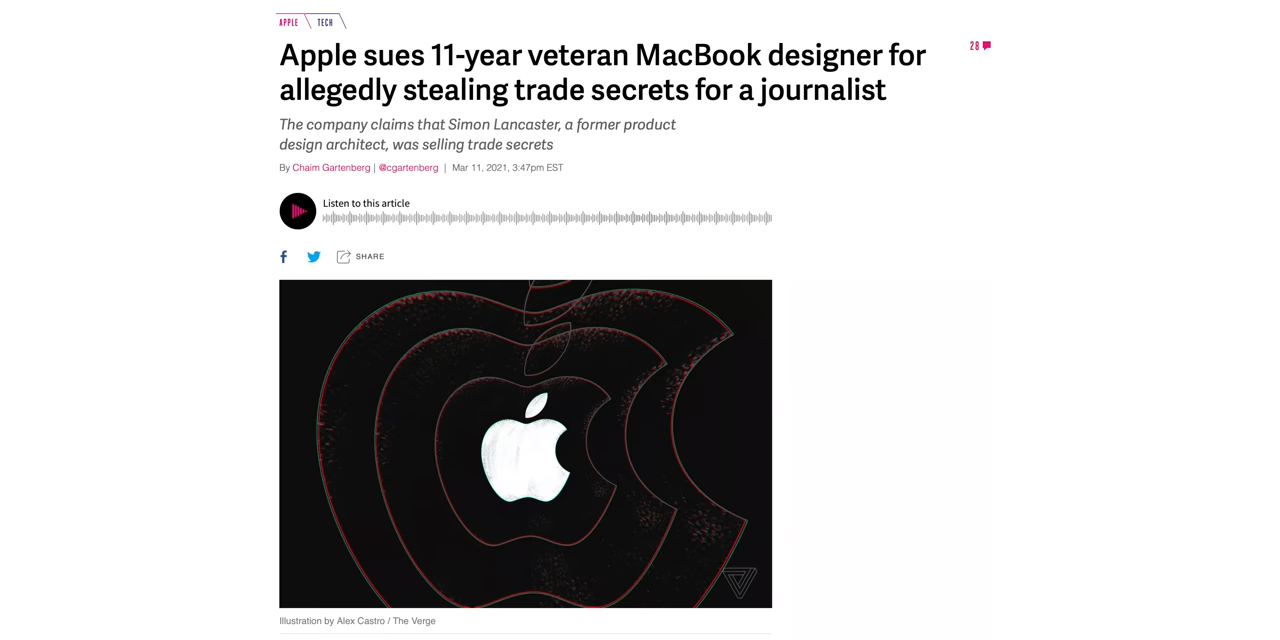 APPLE TECH
Apple sues 11-year veteran MacBook designer for
28
allegedly stealing trade secrets for a journalist
The company claims that Simon Lancaster, a former product
design architect, was selling trade secrets
By Chaim Gartenberg | @cgartenberg | Mar 11, 2021, 3:47pm EST
Listen to this article
SHARE
Illustration by Alex Castro / The Verge